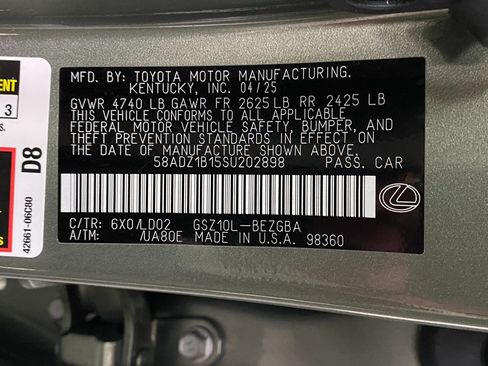 MFD. BY: TOYOTA MOTOR MANUFACTURING.
KENTUCKY, INC. 04/25
GVWR 4740 LB GAWR FR 2625 LB RR 2425 LB
THIS VEHICLE CONFORMS TO ALL APPLICABLE
FEDERAL MOTOR VEHICLE SAFETY, BUMPER, AND
THEFT PREVENTION STANDARDS IN EFFECT ON
THE DATE OF MANUFACTURE SHOWN ABOVE.
58ADZ1B15SU202898 PASS. CAR
C/TR: 6X0/LD02 GSZ10L-BEZGBA
A/TM: /UA80E MADE IN U.S.A. 98360
3
D8
42661-06C80